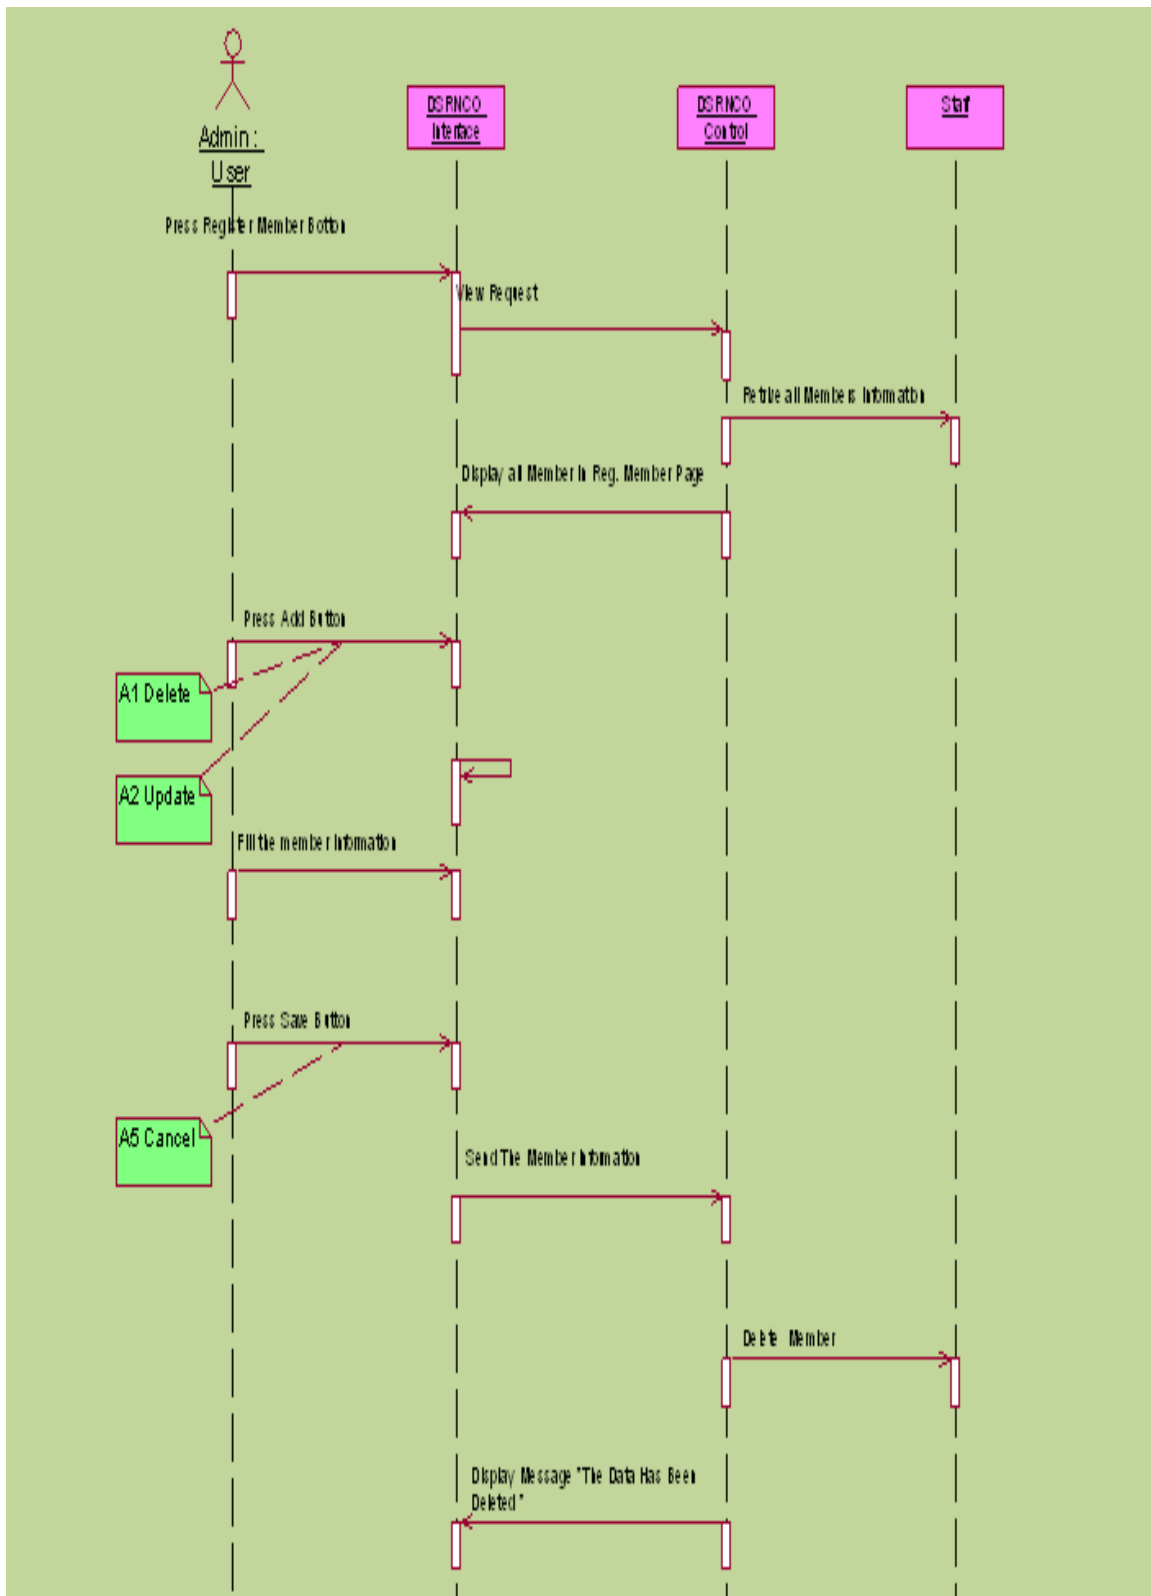 Admin :
User
DSRNCO
Interface
DSRNCO
Control
Staff
Press Register Member Botton
View Request
Retrive all Members Information
Display all Member in Reg. Member Page
Press Add Button
A1 Delete
A2 Update
Fill the member information
Press Save Button
A5 Cancel
Send The Member Information
Delete Member
Display Message "The Data Has Been
Deleted "